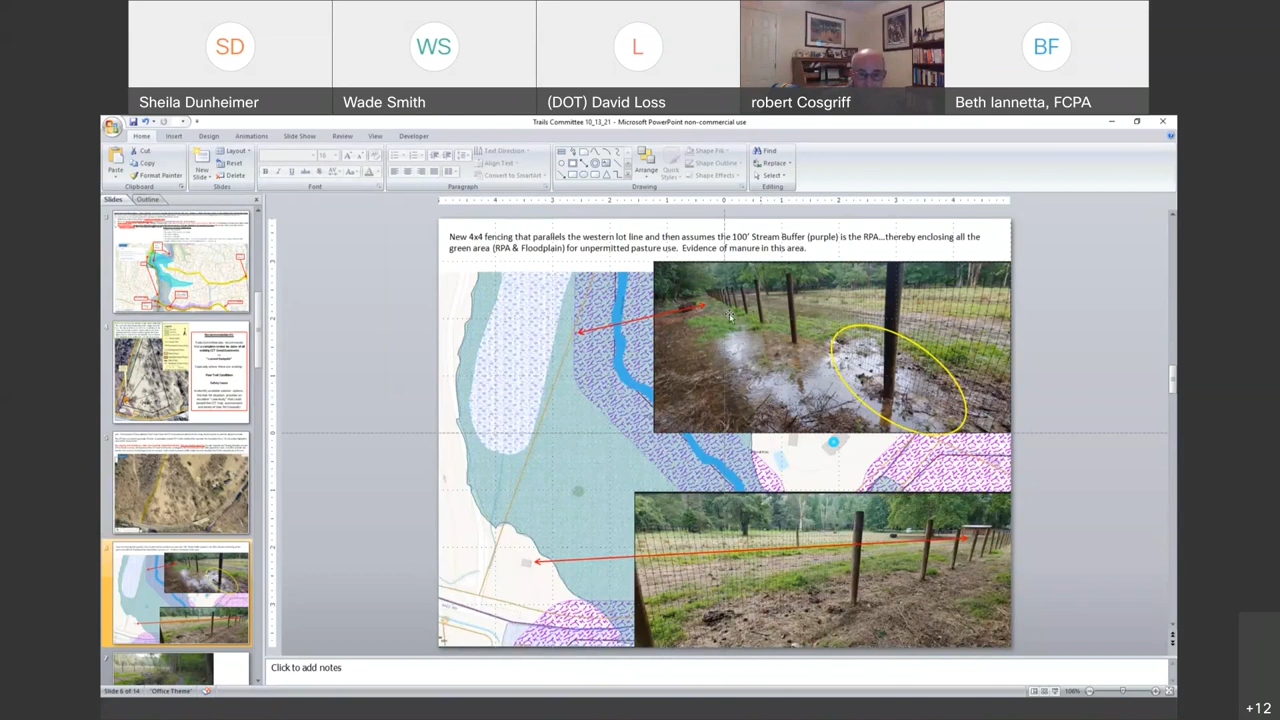 SD
WS
L
BF
Sheila Dunheimer
Wade Smith
(DOT) David Loss
robert Cosgriff
Beth Iannetta, FCPA
Trails Committee 10_13_21 - Microsoft PowerPoint non-commercial use
Home
Insert
Design
Animations
Slide Show
Review
View
Developer
Paste
Cut
Copy
Format Painter
Clipboard
New
Slide
Layout
Reset
Delete
Slides
Font
Text Direction
Align Text
Convert to SmartArt
Paragraph
Arrange
Quick
Styles
Shape Fill
Shape Outline
Shape Effects
Drawing
Find
Replace
Select
Editing
Slides
Outline
New 4x4 fencing that parallels the western lot line and then assumes the 100' Stream Buffer (purple) is the RPA, thereby enclosing all the
green area (RPA & Floodplain) for unpermitted pasture use. Evidence of manure in this area.
Click to add notes
Slide 6 of 14
"Office Theme"
108%
+12